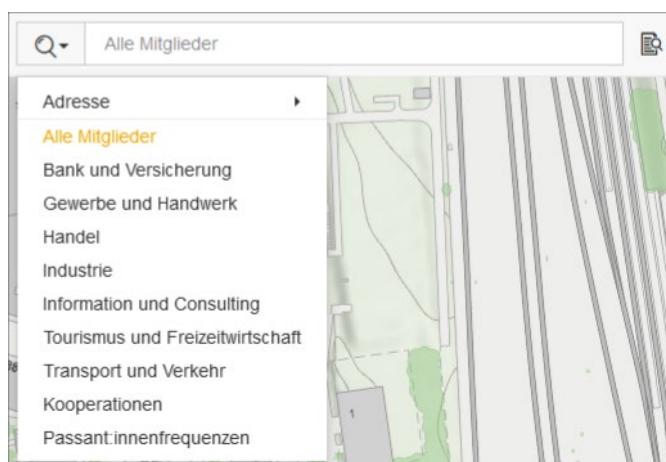 Alle Mitglieder
Adresse
Alle Mitglieder
Bank und Versicherung
Gewerbe und Handwerk
Handel
Industrie
Information und Consulting
Tourismus und Freizeitwirtschaft
Transport und Verkehr
Kooperationen
Passant:innenfrequenzen
1